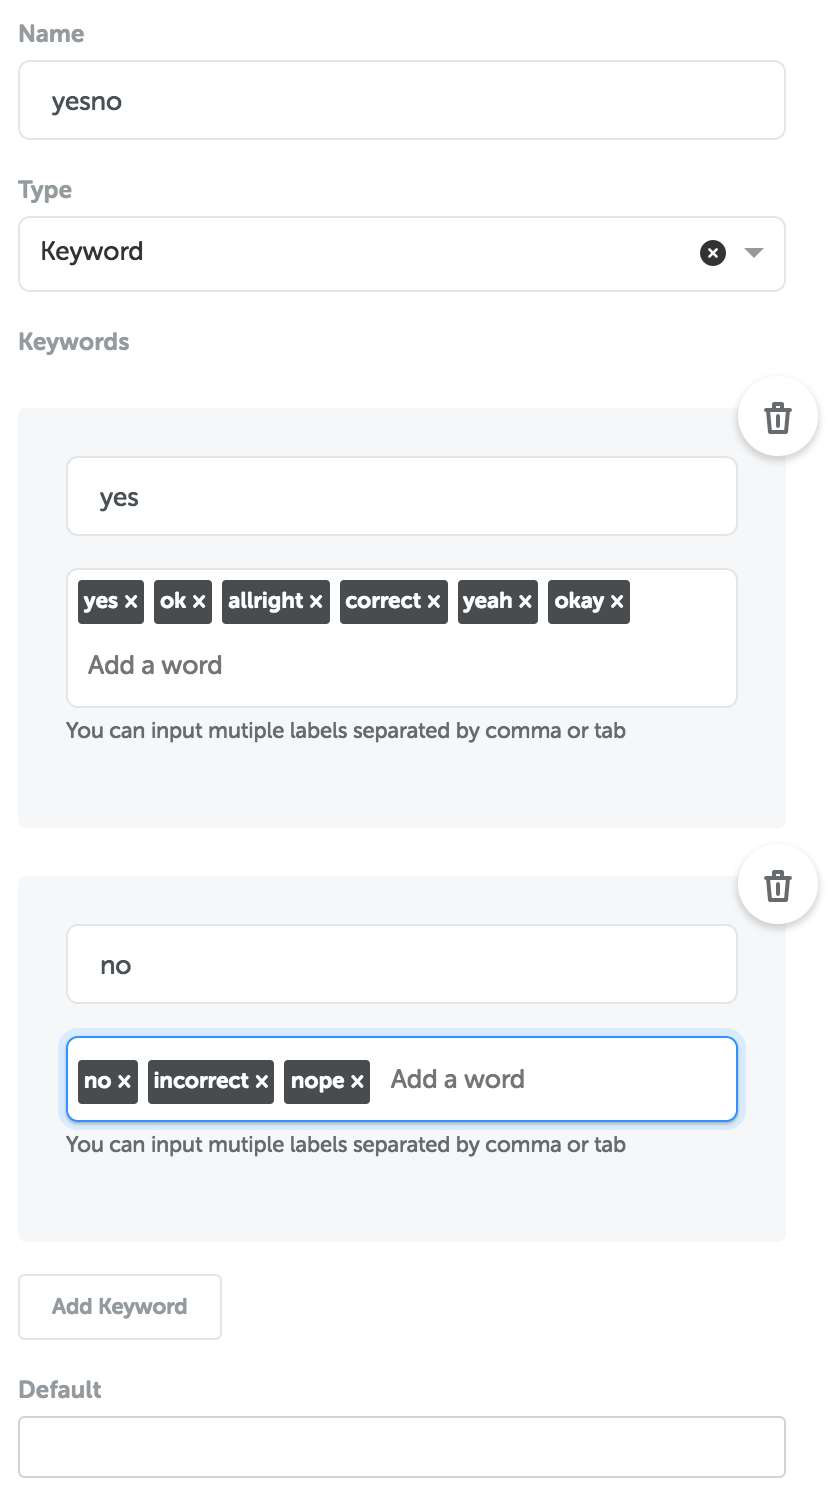 Name
yesno
Type
Keyword
Keywords
yes
yes × ok × allright × correct × yeah × okay ×
Add a word
You can input mutiple labels separated by comma or tab
no
no × incorrect × nope × Add a word
You can input mutiple labels separated by comma or tab
Add Keyword
Default